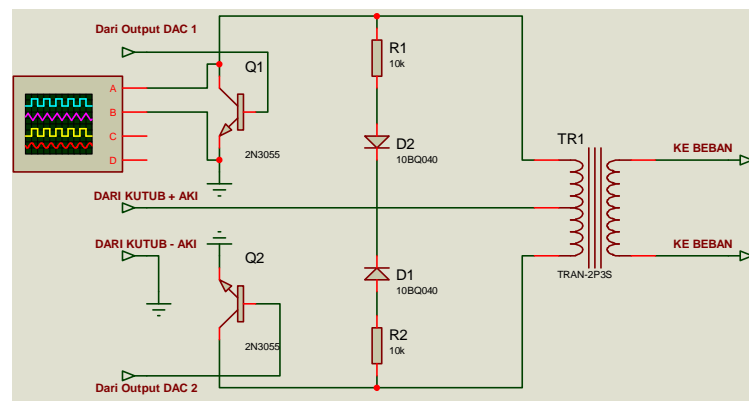 Dari Output DAC 1
R1
10k
Q1
A
B
C
D
2N3055
D2
10BQ040
TR1
KE BEBAN
DARI KUTUB + AKI
DARI KUTUB - AKI
Q2
D1
10BQ040
KE BEBAN
TRAN-2P3S
R2
10k
2N3055
Dari Output DAC 2